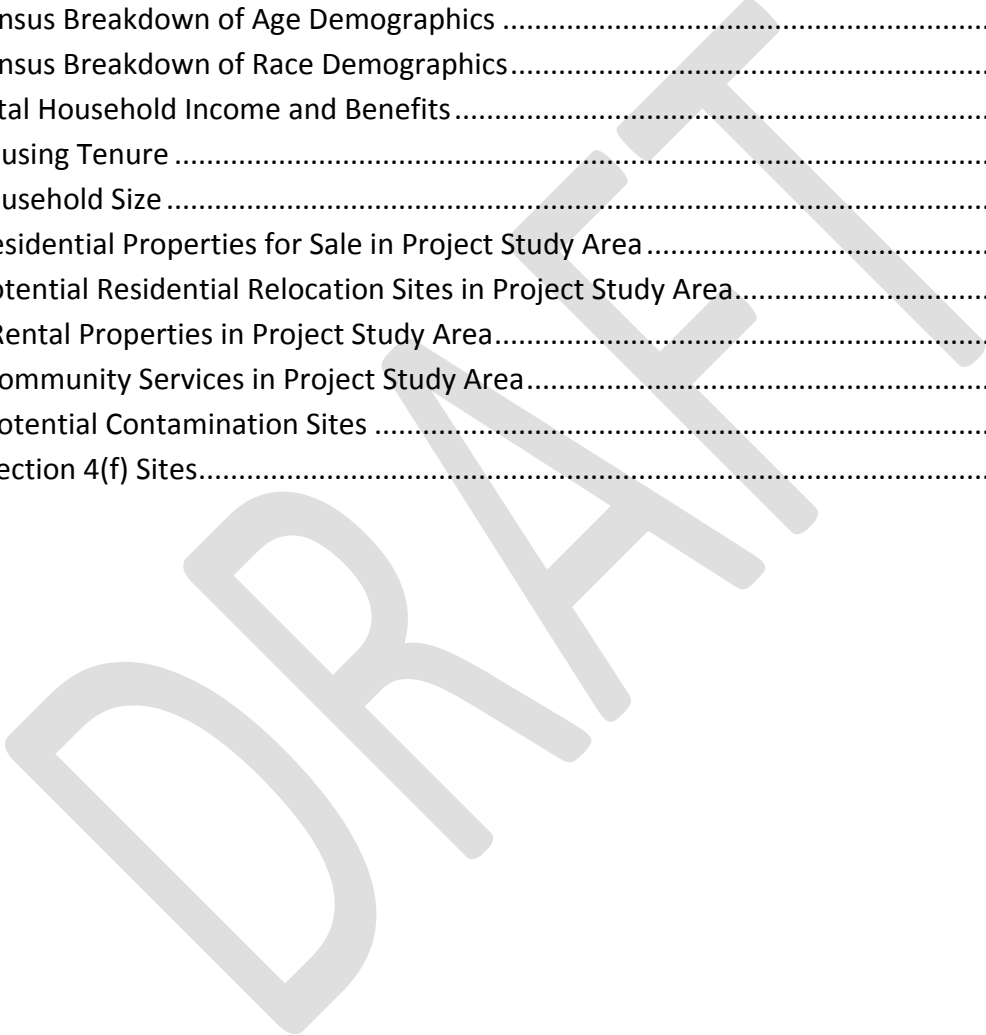 ensus Breakdown of Age Demographics ............................................................
ensus Breakdown of Race Demographics ...........................................................
tal Household Income and Benefits ..................................................................
using Tenure ....................................................................................................
usehold Size .....................................................................................................
esidential Properties for Sale in Project Study Area ..........................................
otential Residential Relocation Sites in Project Study Area ...............................
Rental Properties in Project Study Area .............................................................
ommunity Services in Project Study Area .........................................................
otential Contamination Sites .............................................................................
ection 4(f) Sites ................................................................................................
DRAFT